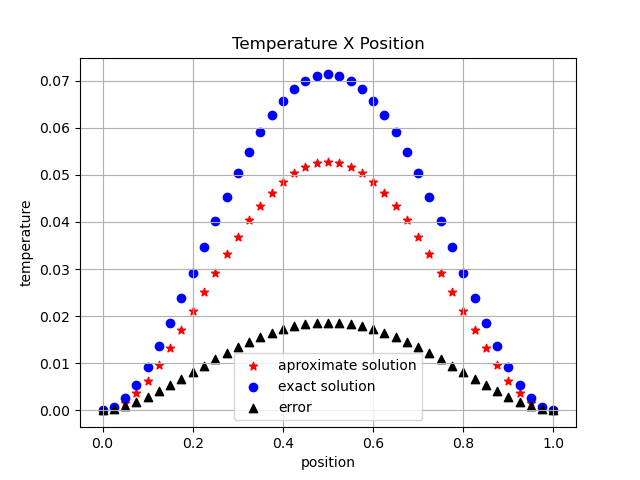 Temperature X Position
0.07
0.06
0.05
0.04
0.03
0.02
0.01
0.00
temperature
aproximate solution
exact solution
error
0.0 0.2 0.4 0.6 0.8 1.0
position